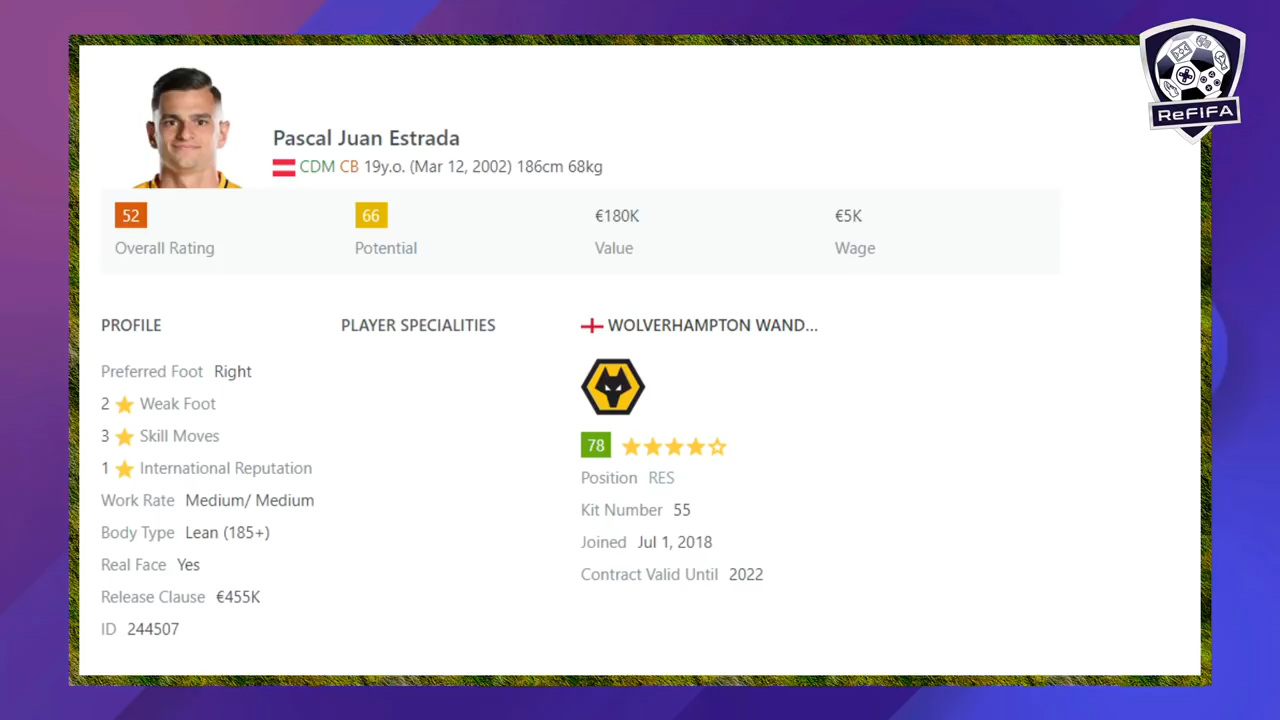 ReFIFA
Pascal Juan Estrada
CDM CB 19y.o. (Mar 12, 2002) 186cm 68kg
52 66 €180K €5K
Overall Rating Potential Value Wage
PROFILE PLAYER SPECIALITIES WOLVERHAMPTON WAND...
Preferred Foot Right
2 Weak Foot
3 Skill Moves
1 International Reputation
Work Rate Medium/ Medium
Body Type Lean (185+)
Real Face Yes
Release Clause €455K
ID 244507
78
Position RES
Kit Number 55
Joined Jul 1, 2018
Contract Valid Until 2022